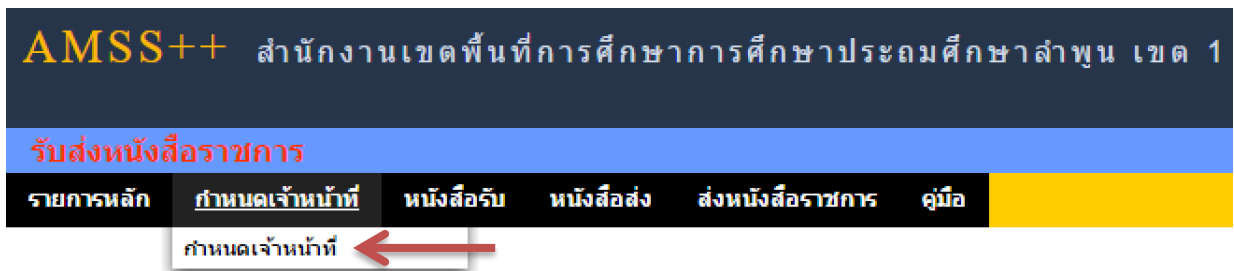 AMSS++ สำนักงานเขตพื้นที่การศึกษาการศึกษาประถมศึกษาลำพูน เขต 1
รับส่งหนังสือราชการ
รายการหลัก กำหนดเจ้าหน้าที่ หนังสือรับ หนังสือส่ง ส่งหนังสือราชการ คู่มือ
กำหนดเจ้าหน้าที่